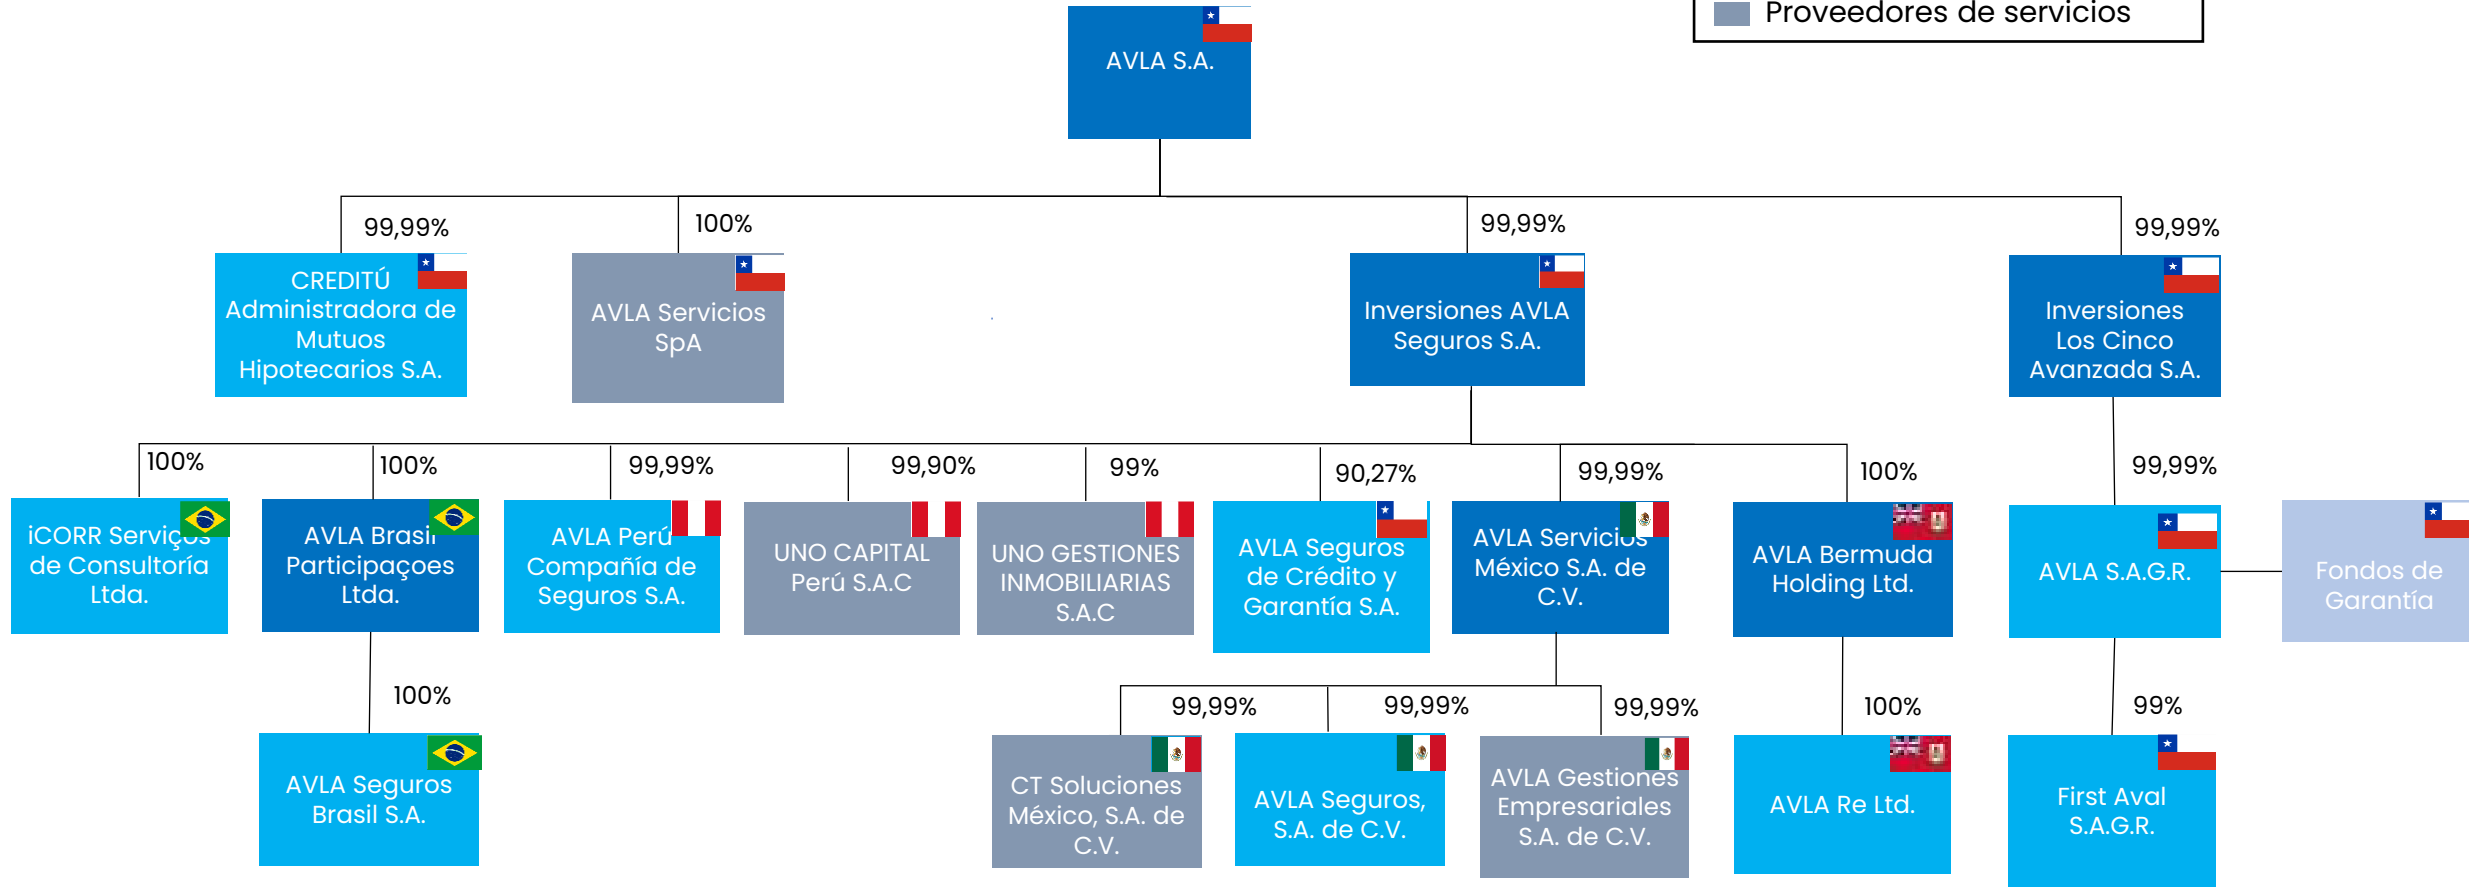 Proveedores de servicios
AVLA S.A.
99,99%
100%
99,99%
99,99%
CREDITÚ
Administradora de
Mutuos
Hipotecarios S.A.
AVLA Servicios
SpA
Inversiones AVLA
Seguros S.A.
Inversiones
Los Cinco
Avanzada S.A.
100%
100%
99,99%
99,90%
99%
90,27%
99,99%
100%
99,99%
iCORR Serviços
de Consultoría
Ltda.
AVLA Brasil
Participaçoes
Ltda.
AVLA Perú
Compañía de
Seguros S.A.
UNO CAPITAL
Perú S.A.C
UNO GESTIONES
INMOBILIARIAS
S.A.C
AVLA Seguros
de Crédito y
Garantía S.A.
AVLA Servicios
México S.A. de
C.V.
AVLA Bermuda
Holding Ltd.
AVLA S.A.G.R.
Fondos de
Garantía
100%
99,99%
99,99%
99,99%
100%
99%
AVLA Seguros
Brasil S.A.
CT Soluciones
México, S.A. de
C.V.
AVLA Seguros,
S.A. de C.V.
AVLA Gestiones
Empresariales
S.A. de C.V.
AVLA Re Ltd.
First Aval
S.A.G.R.